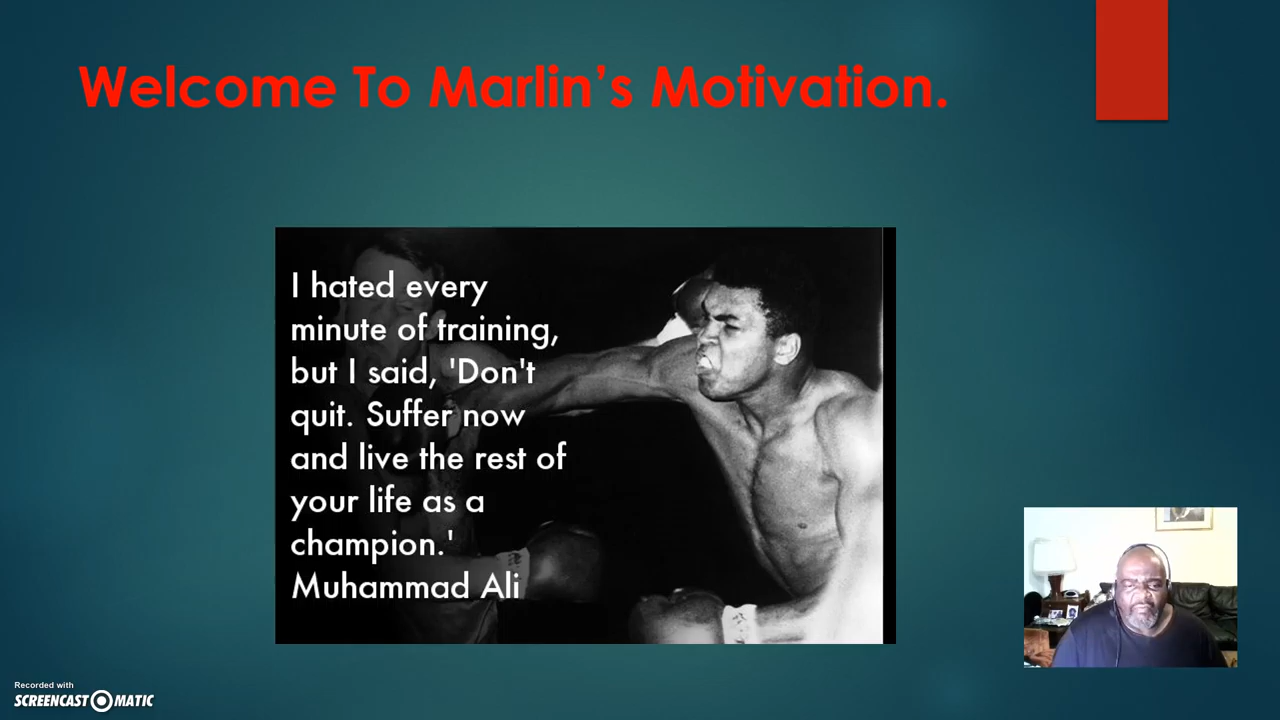 Welcome To Marlin’s Motivation.
I hated every
minute of training,
but I said, 'Don't
quit. Suffer now
and live the rest of
your life as a
champion.'
Muhammad Ali
Recorded with
SCREENCAST MATIC